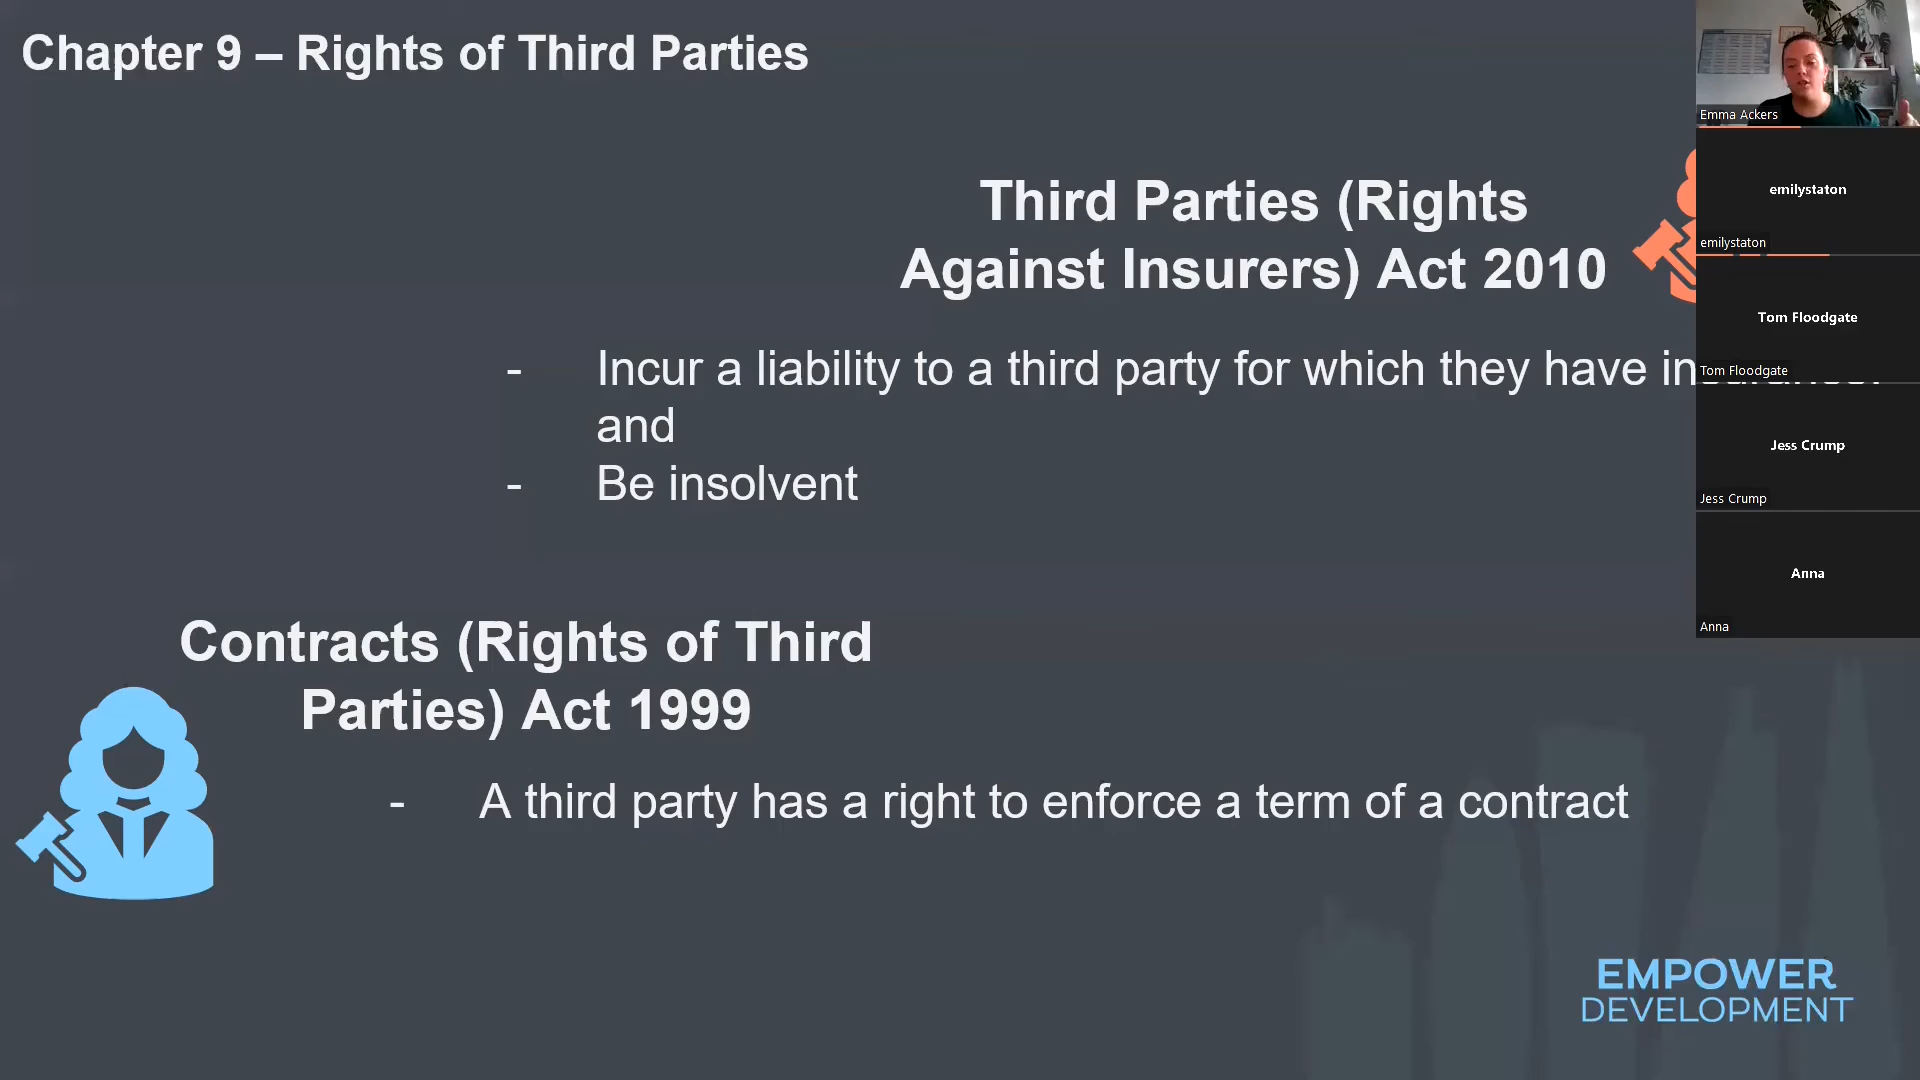 Chapter 9 – Rights of Third Parties
Third Parties (Rights
Against Insurers) Act 2010
- Incur a liability to a third party for which they have
and
- Be insolvent
Contracts (Rights of Third
Parties) Act 1999
- A third party has a right to enforce a term of a contract
EMPOWER
DEVELOPMENT
Emma Ackers
emilystaton
emilystaton
Tom Floodgate
Tom Floodgate
Jess Crump
Jess Crump
Anna
Anna